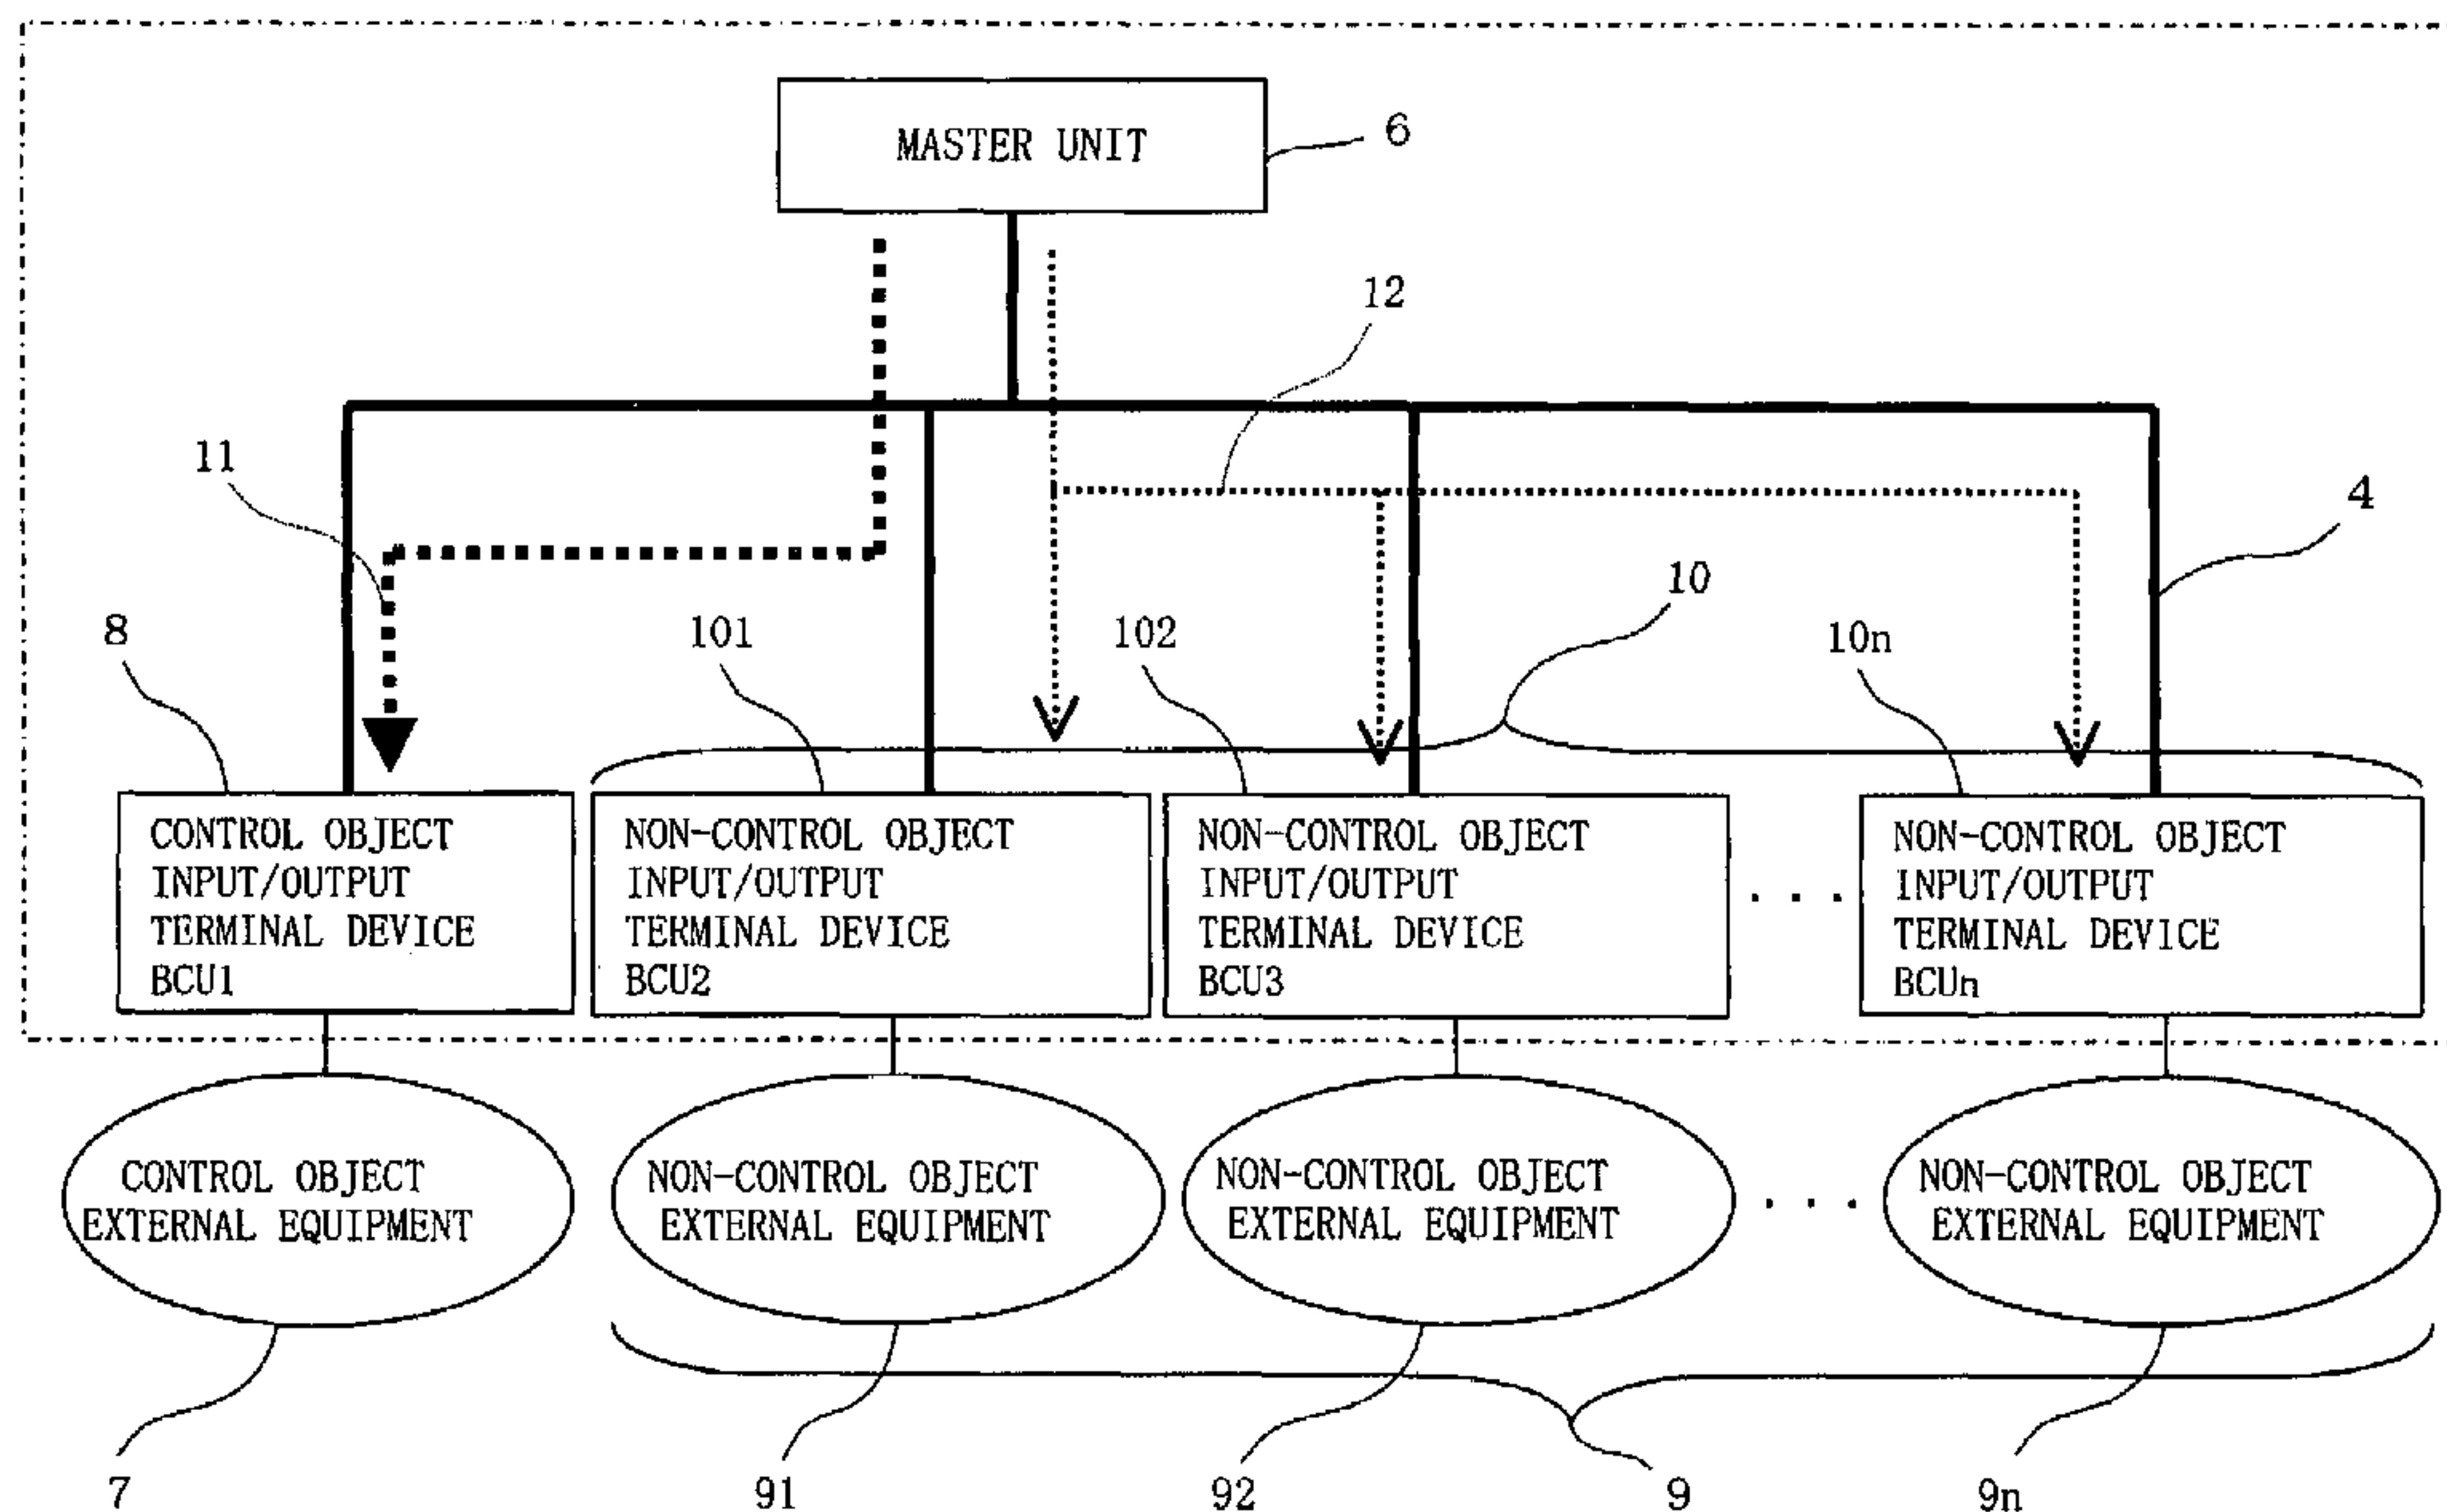 MASTER UNIT
6
12
11
4
10
8
101
102
10n
CONTROL OBJECT
INPUT/OUTPUT
TERMINAL DEVICE
BCU1
NON-CONTROL OBJECT
INPUT/OUTPUT
TERMINAL DEVICE
BCU2
NON-CONTROL OBJECT
INPUT/OUTPUT
TERMINAL DEVICE
BCU3
. . .
NON-CONTROL OBJECT
INPUT/OUTPUT
TERMINAL DEVICE
BCUn
CONTROL OBJECT
EXTERNAL EQUIPMENT
NON-CONTROL OBJECT
EXTERNAL EQUIPMENT
NON-CONTROL OBJECT
EXTERNAL EQUIPMENT
. . .
NON-CONTROL OBJECT
EXTERNAL EQUIPMENT
7
91
92
9
9n